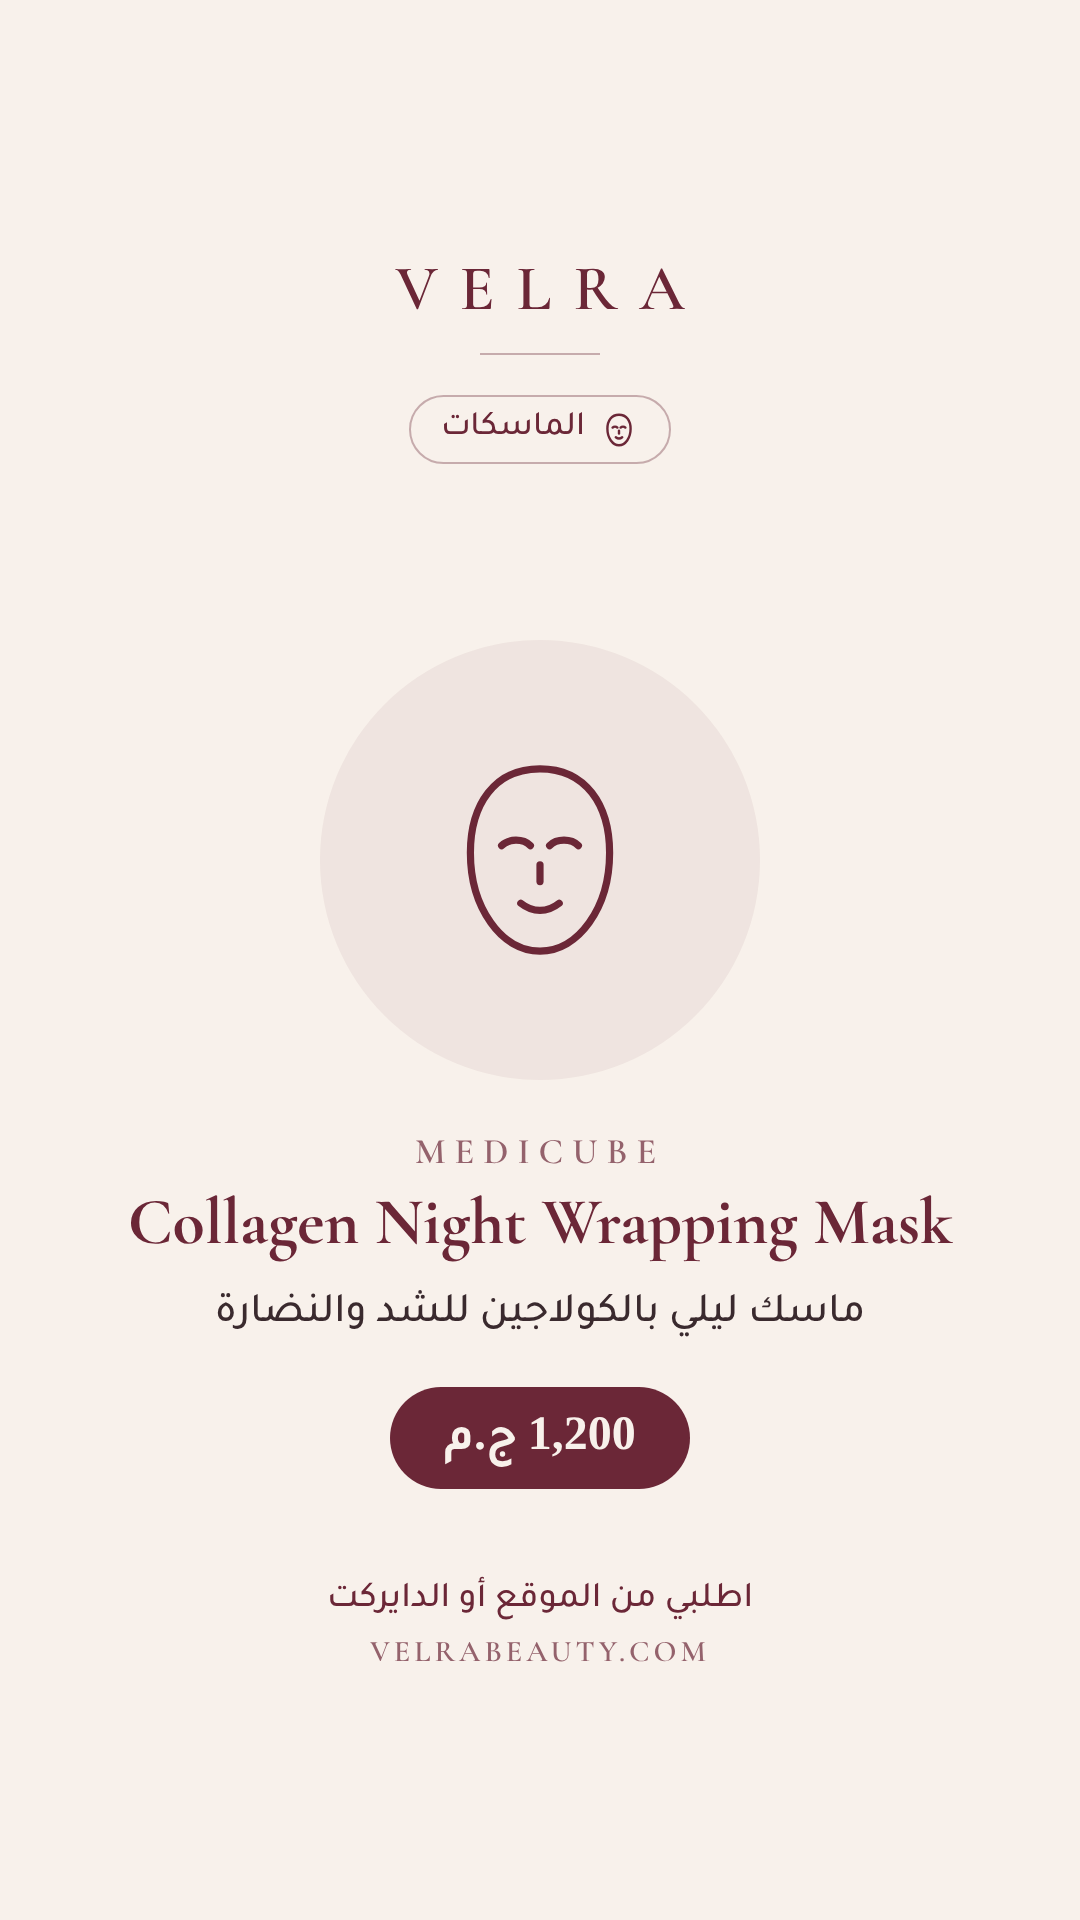 VELRA
الماسكات
MEDICUBE
Collagen Night Wrapping Mask
ماسك ليلي بالكولاجين للشد والنضارة
1,200 ج.م
اطلبي من الموقع أو الدايركت
VELRABEAUTY.COM